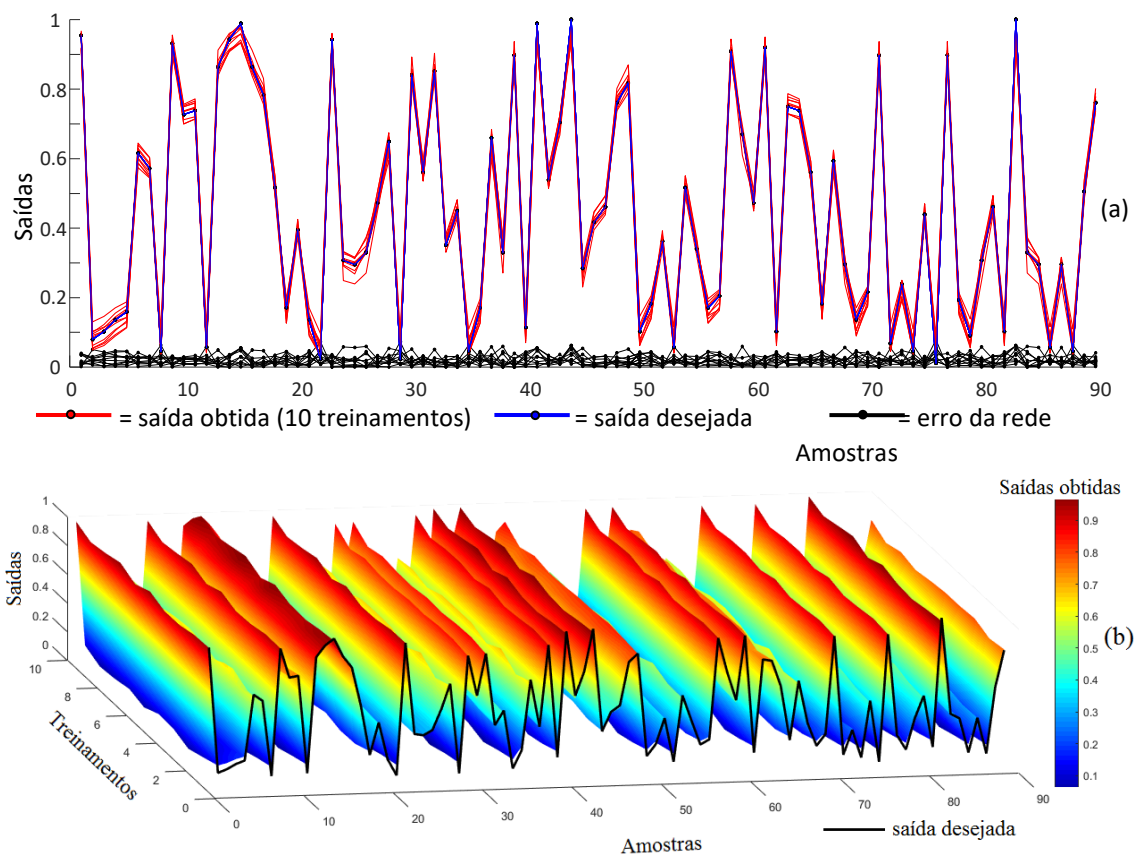 1
0.8
0.6
0.4
0.2
0
Saídas
(a)
0 10 20 30 40 50 60 70 80 90
= saída obtida (10 treinamentos) = saída desejada = erro da rede
Amostras
Saídas obtidas
1
0.8
0.6
0.4
0.2
0
Saídas
10
8
6
4
2
0
Treinamentos
0 10 20 30 40 50 60 70 80 90
Amostras
0.9
0.8
0.7
0.6
0.5
0.4
0.3
0.2
0.1
(b)
saída desejada